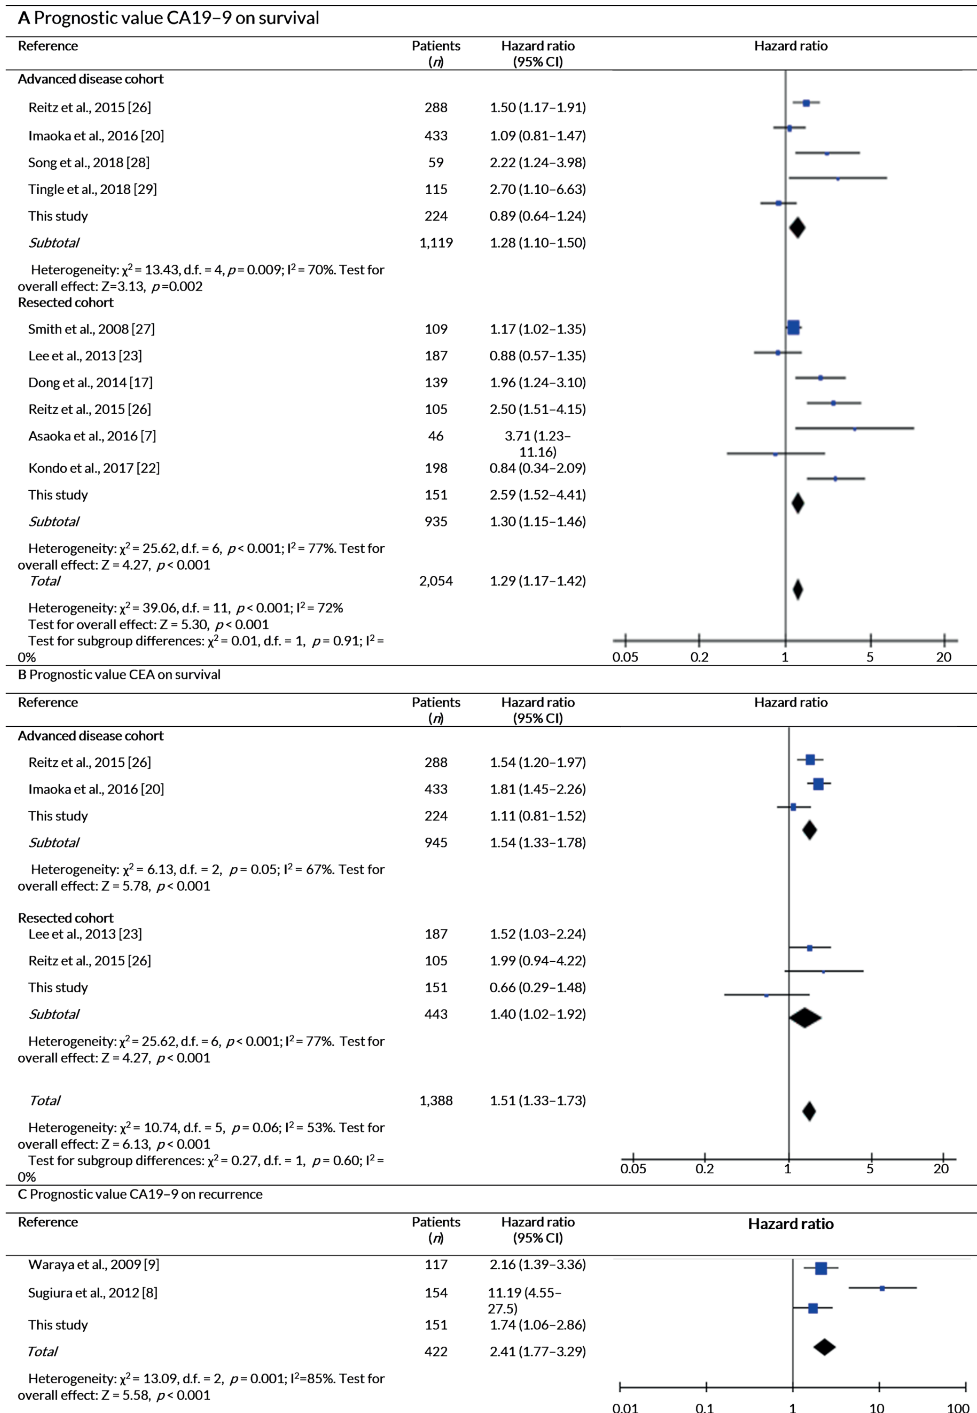 A Prognostic value CA19–9 on survival
Reference Patients (n) Hazard ratio (95% CI) Hazard ratio
Advanced disease cohort
Reitz et al., 2015 [26] 288 1.50 (1.17–1.91)
Imaoka et al., 2016 [20] 433 1.09 (0.81–1.47)
Song et al., 2018 [28] 59 2.22 (1.24–3.98)
Tingle et al., 2018 [29] 115 2.70 (1.10–6.63)
This study 224 0.89 (0.64–1.24)
Subtotal 1,119 1.28 (1.10–1.50)
Heterogeneity: χ² = 13.43, d.f. = 4, p = 0.009; I² = 70%. Test for
overall effect: Z=3.13, p=0.002
Resected cohort
Smith et al., 2008 [27] 109 1.17 (1.02–1.35)
Lee et al., 2013 [23] 187 0.88 (0.57–1.35)
Dong et al., 2014 [17] 139 1.96 (1.24–3.10)
Reitz et al., 2015 [26] 105 2.50 (1.51–4.15)
Asaoka et al., 2016 [7] 46 3.71 (1.23–
11.16)
Kondo et al., 2017 [22] 198 0.84 (0.34–2.09)
This study 151 2.59 (1.52–4.41)
Subtotal 935 1.30 (1.15–1.46)
Heterogeneity: χ² = 25.62, d.f. = 6, p < 0.001; I² = 77%. Test for
overall effect: Z = 4.27, p < 0.001
Total 2,054 1.29 (1.17–1.42)
Heterogeneity: χ² = 39.06, d.f. = 11, p < 0.001; I² = 72%
Test for overall effect: Z = 5.30, p < 0.001
Test for subgroup differences: χ² = 0.01, d.f. = 1, p = 0.91; I² =
0%
0.05 0.2 1 5 20
B Prognostic value CEA on survival
Reference Patients (n) Hazard ratio (95% CI) Hazard ratio
Advanced disease cohort
Reitz et al., 2015 [26] 288 1.54 (1.20–1.97)
Imaoka et al., 2016 [20] 433 1.81 (1.45–2.26)
This study 224 1.11 (0.81–1.52)
Subtotal 945 1.54 (1.33–1.78)
Heterogeneity: χ² = 6.13, d.f. = 2, p = 0.05; I² = 67%. Test for
overall effect: Z = 5.78, p < 0.001
Resected cohort
Lee et al., 2013 [23] 187 1.52 (1.03–2.24)
Reitz et al., 2015 [26] 105 1.99 (0.94–4.22)
This study 151 0.66 (0.29–1.48)
Subtotal 443 1.40 (1.02–1.92)
Heterogeneity: χ² = 25.62, d.f. = 6, p < 0.001; I² = 77%. Test for
overall effect: Z = 4.27, p < 0.001
Total 1,388 1.51 (1.33–1.73)
Heterogeneity: χ² = 10.74, d.f. = 5, p = 0.06; I² = 53%. Test for
overall effect: Z = 6.13, p < 0.001
Test for subgroup differences: χ² = 0.27, d.f. = 1, p = 0.60; I² =
0%
0.05 0.2 1 5 20
C Prognostic value CA19–9 on recurrence
Reference Patients (n) Hazard ratio (95% CI) Hazard ratio
Waraya et al., 2009 [9] 117 2.16 (1.39–3.36)
Sugiura et al., 2012 [8] 154 11.19 (4.55–
27.5)
This study 151 1.74 (1.06–2.86)
Total 422 2.41 (1.77–3.29)
Heterogeneity: χ² = 13.09, d.f. = 2, p = 0.001; I²=85%. Test for
overall effect: Z = 5.58, p < 0.001
0.01 0.1 1 10 100